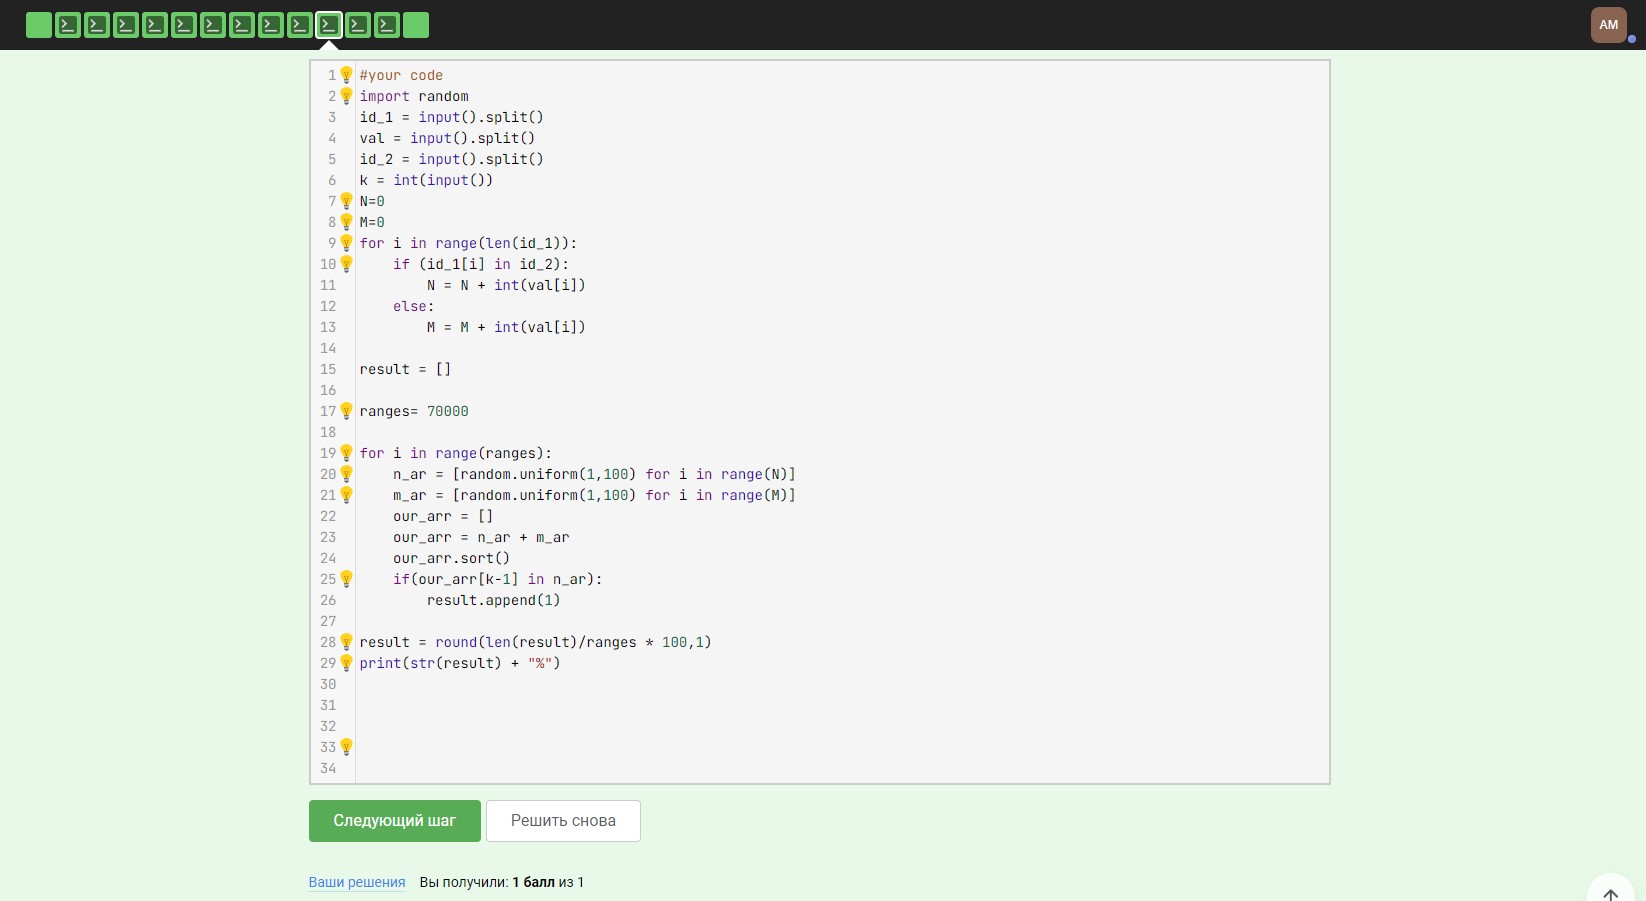 AM
1 #your code
2 import random
3 id_1 = input().split()
4 val = input().split()
5 id_2 = input().split()
6 k = int(input())
7 N=0
8 M=0
9 for i in range(len(id_1)):
10     if (id_1[i] in id_2):
11         N = N + int(val[i])
12     else:
13         M = M + int(val[i])
14
15 result = []
16
17 ranges= 70000
18
19 for i in range(ranges):
20     n_ar = [random.uniform(1,100) for i in range(N)]
21     m_ar = [random.uniform(1,100) for i in range(M)]
22     our_arr = []
23     our_arr = n_ar + m_ar
24     our_arr.sort()
25     if(our_arr[k-1] in n_ar):
26         result.append(1)
27
28 result = round(len(result)/ranges * 100,1)
29 print(str(result) + "%")
30
31
32
33
34
Следующий шаг Решить снова
Ваши решения Вы получили: 1 балл из 1